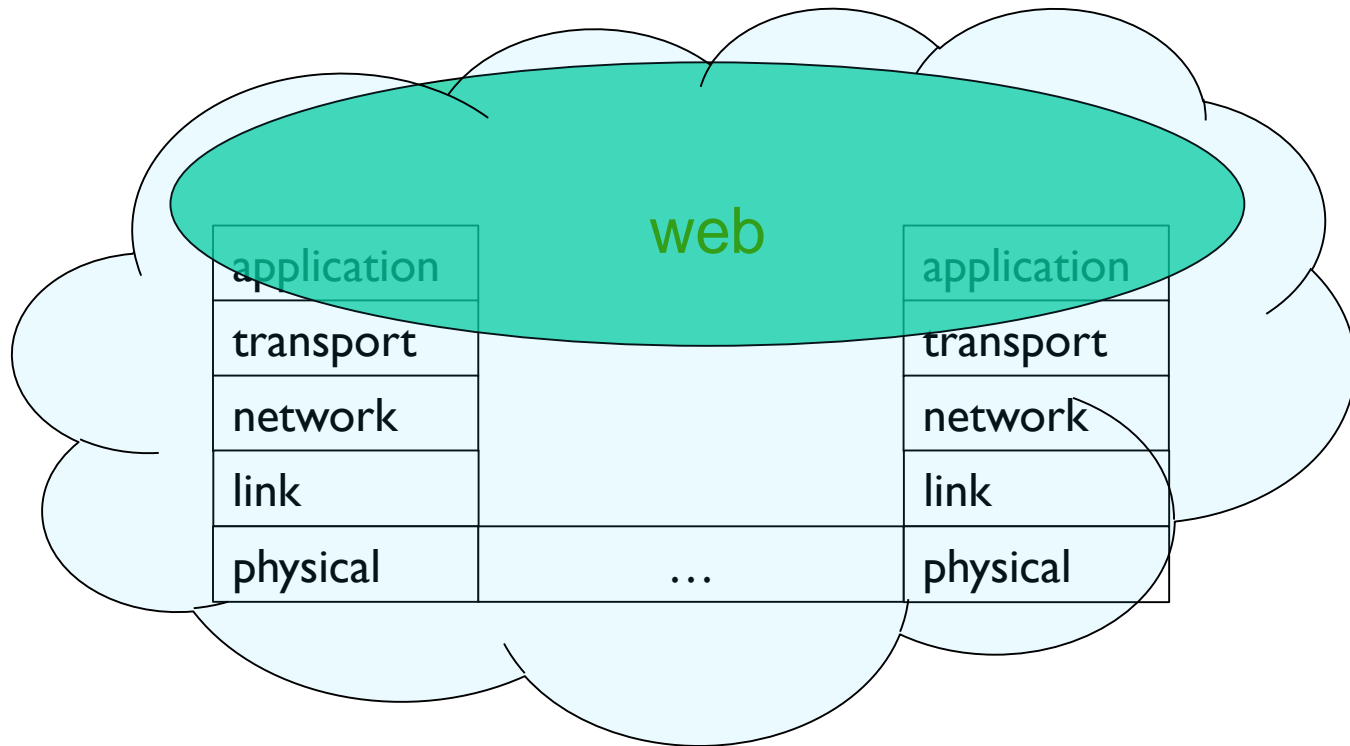 web
application
transport
network
link
physical
…
application
transport
network
link
physical